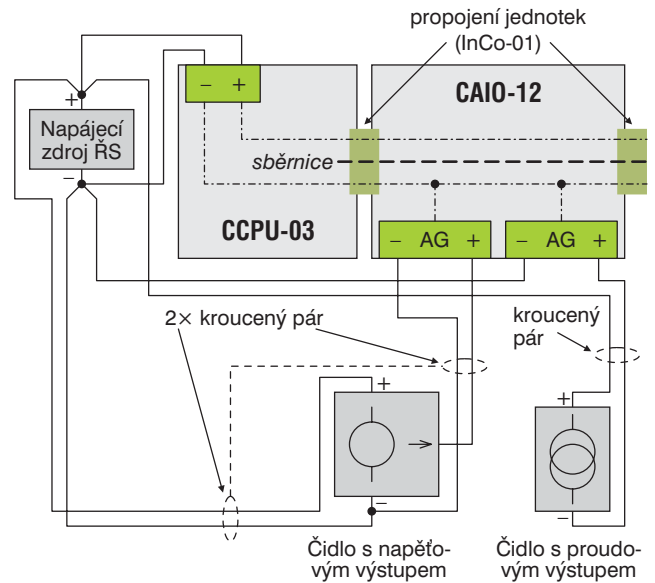 propojení jednotek
(InCo-01)
− +
CAIO-12
+
Napájecí
zdroj ŘS
−
sběrnice
CCPU-03
− AG +
− AG +
2× kroucený pár
kroucený
pár
+
−
+
−
Čidlo s napěťo-
vým výstupem
Čidlo s proudo-
vým výstupem